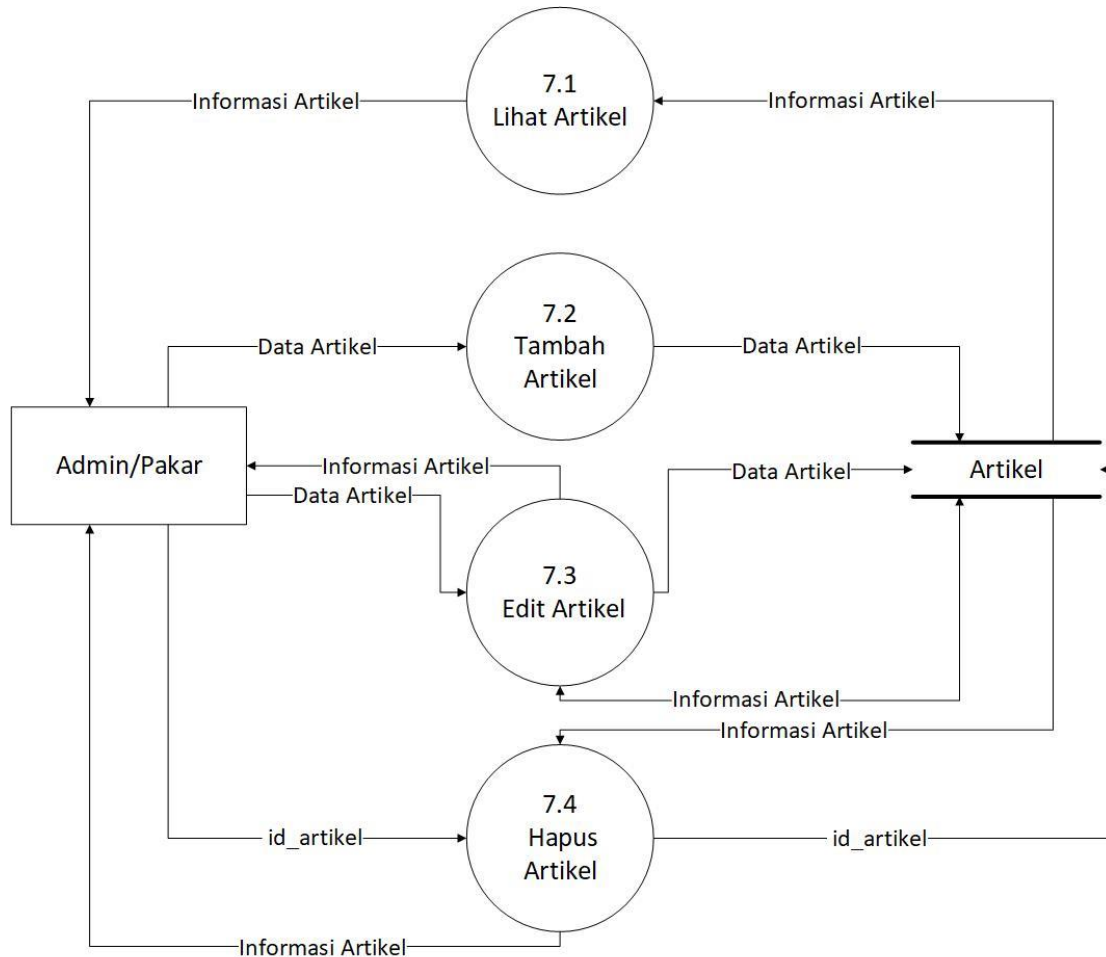 7.1
Informasi Artikel
Lihat Artikel
Informasi Artikel
7.2
Data Artikel
Tambah
Artikel
Data Artikel
Admin/Pakar
Informasi Artikel
Data Artikel
Data Artikel
Artikel
7.3
Edit Artikel
Informasi Artikel
Informasi Artikel
7.4
id_artikel
Hapus
Artikel
id_artikel
Informasi Artikel